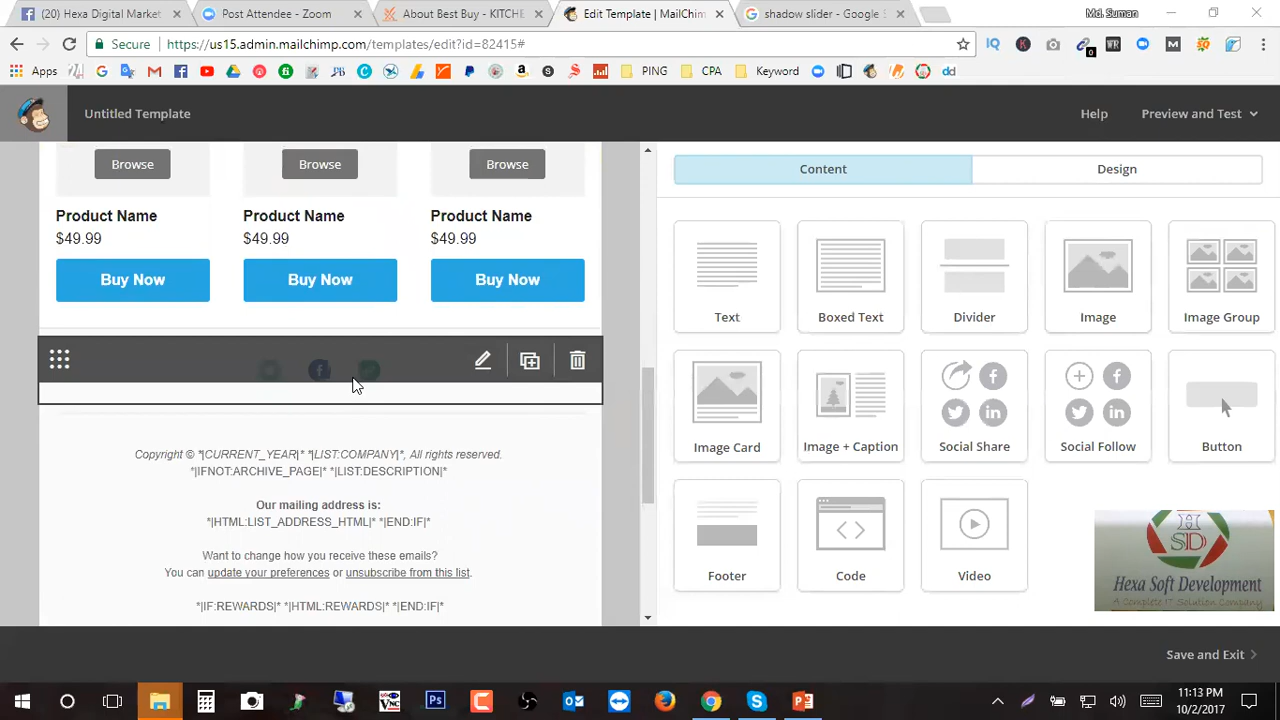 (8) Hexa Digital Market
Post Attendee - Zoom
About Best Buy - KITCHE
Edit Template | MailChim
shadow slider - Google S
Md. Suman
Secure
https://us15.admin.mailchimp.com/templates/edit?id=82415#
Apps
PING
CPA
Keyword
Untitled Template
Help
Preview and Test
Browse
Browse
Browse
Content
Design
Product Name
Product Name
Product Name
$49.99
$49.99
$49.99
Buy Now
Buy Now
Buy Now
Text
Boxed Text
Divider
Image
Image Group
Image Card
Image + Caption
Social Share
Social Follow
Button
Footer
Code
Video
Copyright © *|CURRENT_YEAR|* *|LIST:COMPANY|*, All rights reserved.
*|IFNOT:ARCHIVE_PAGE|* *|LIST:DESCRIPTION|*
Our mailing address is:
*|HTML:LIST_ADDRESS_HTML|* *|END:IF|*
Want to change how you receive these emails?
You can update your preferences or unsubscribe from this list.
*|IF:REWARDS|* *|HTML:REWARDS|* *|END:IF|*
HSD
Hexa Soft Development
A Complete IT Solution Company
Save and Exit
11:13 PM
10/2/2017